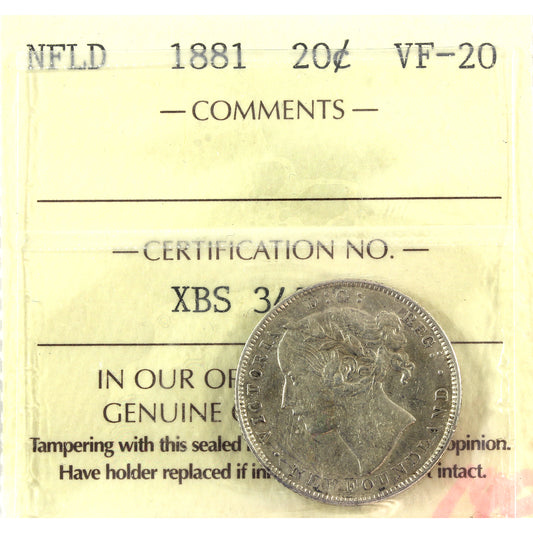 NFLD 1881 20¢ VF-20
— COMMENTS —
— CERTIFICATION NO. —
XBS 34
IN OUR
GENUINE
Tampering with this sealed opinion.
Have holder replaced if intact.
VICTORIA D:G: REG:
NEWFOUNDLAND